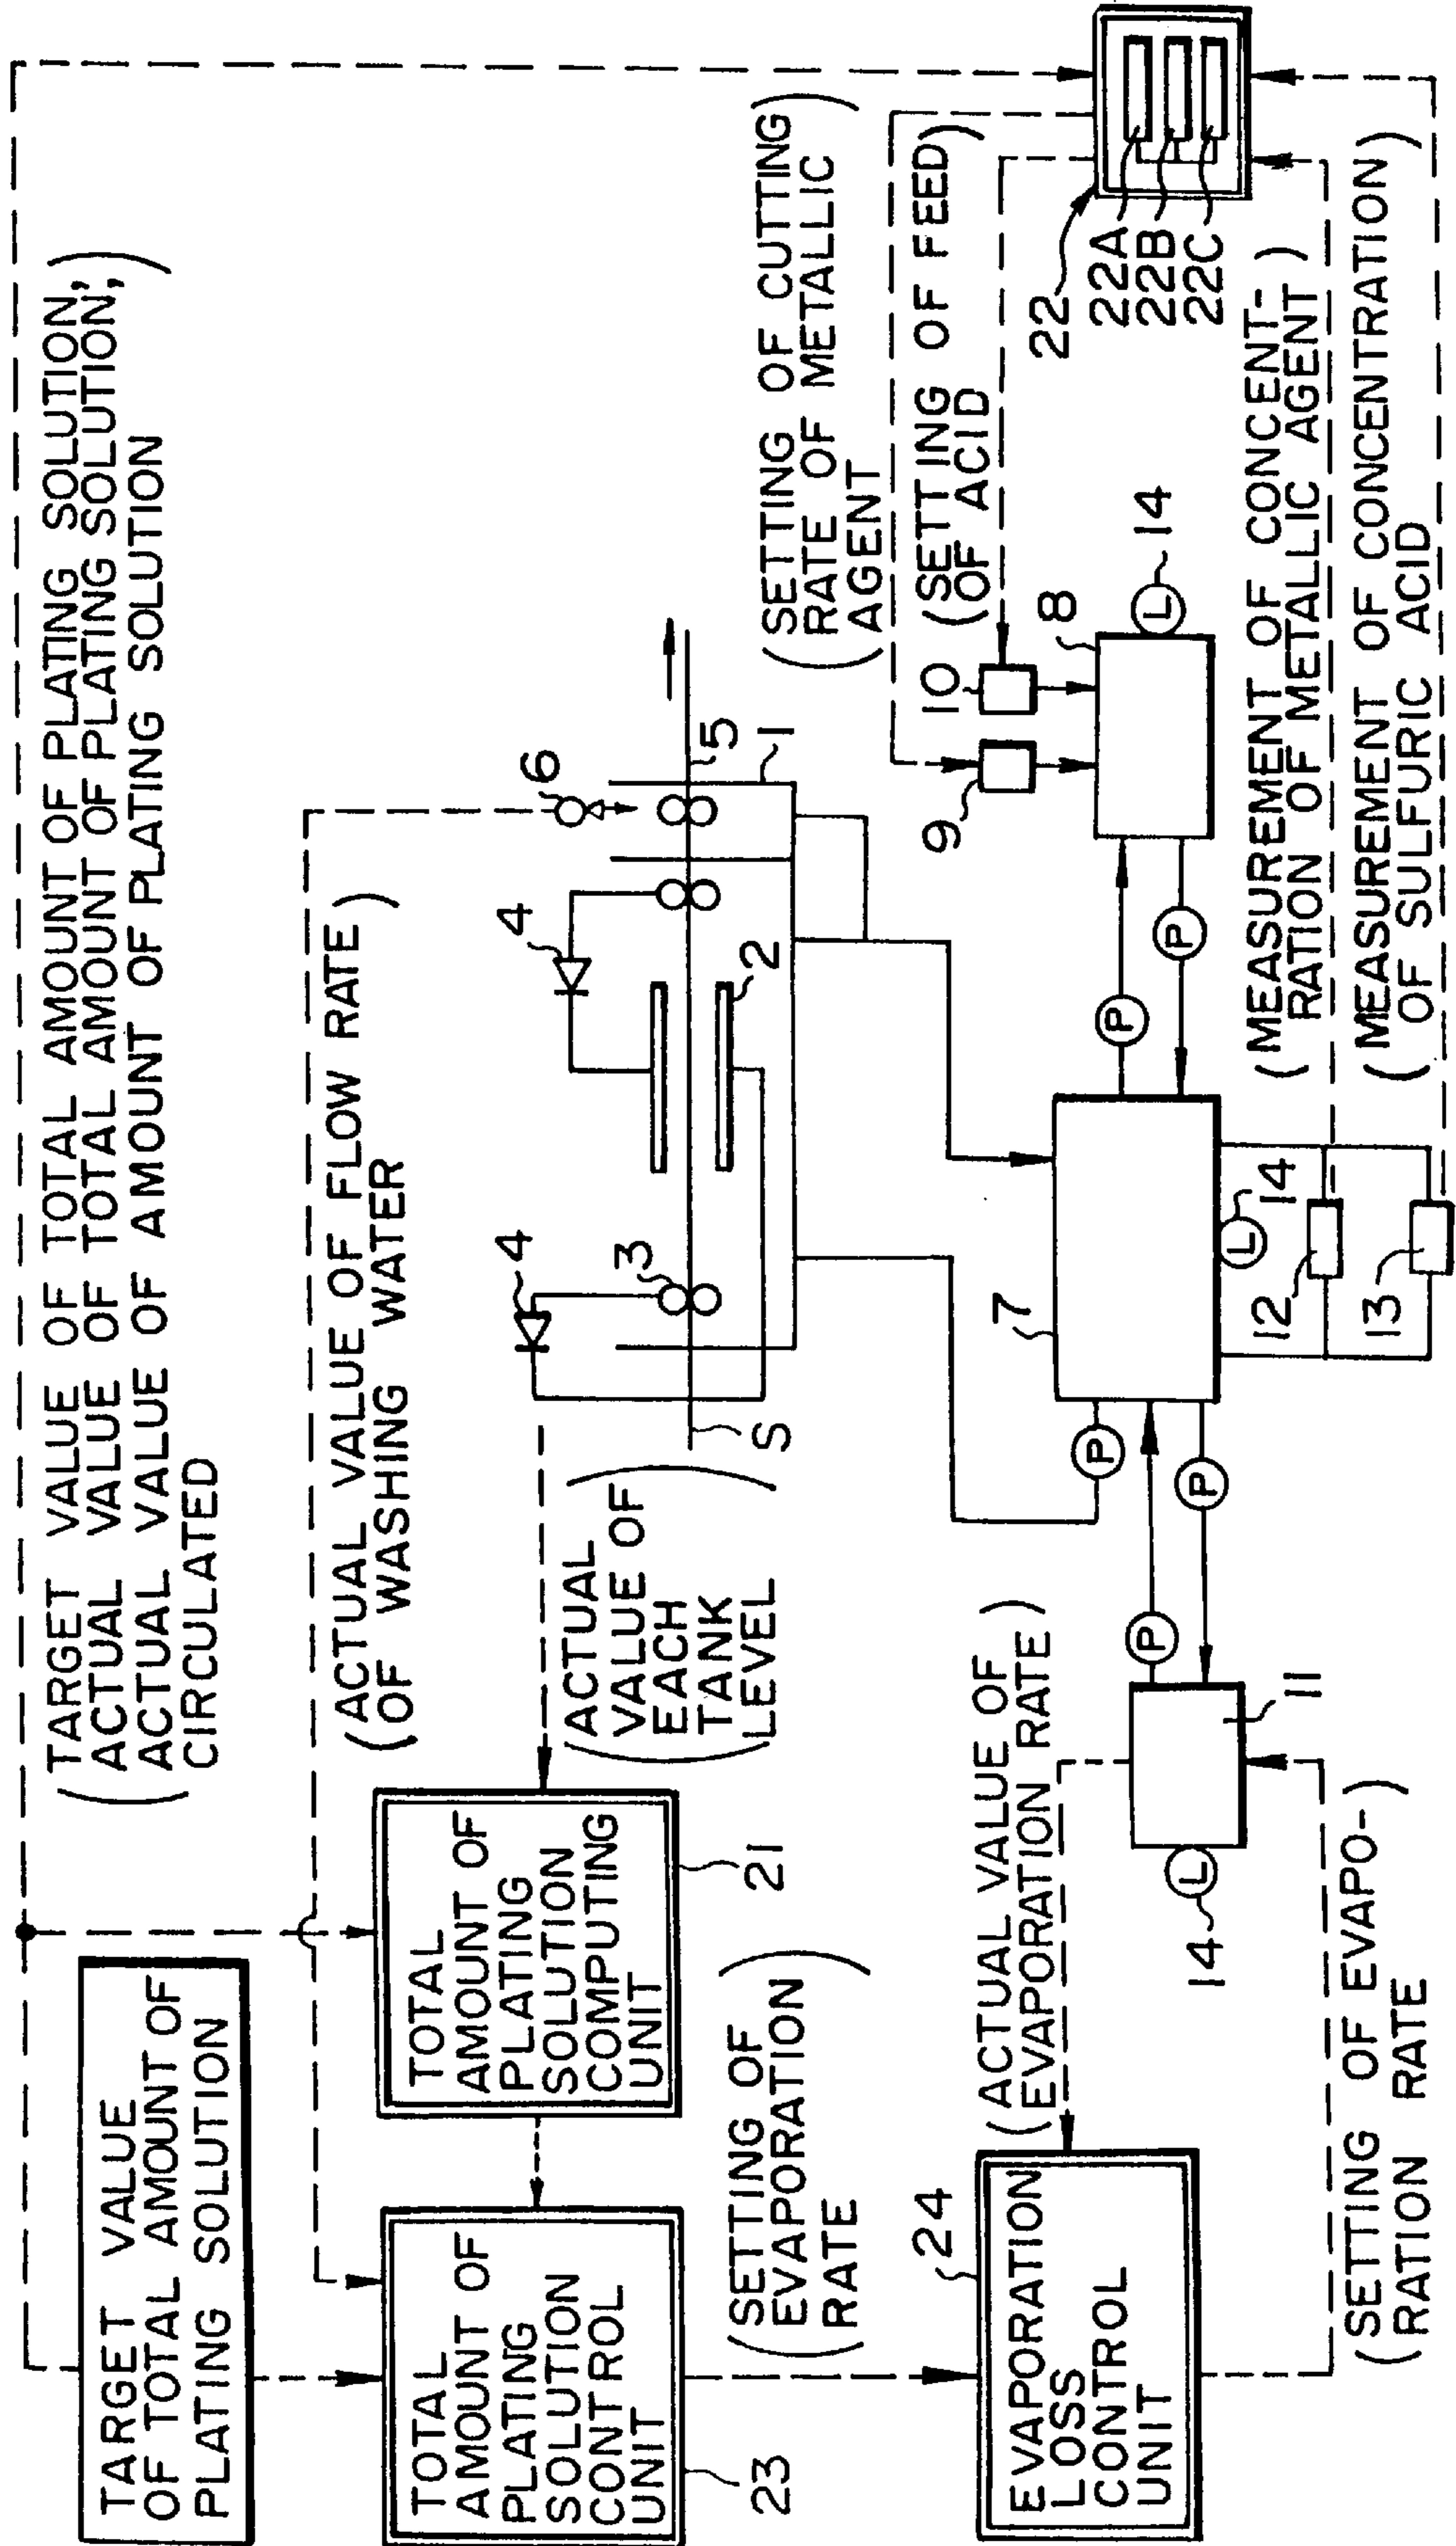 TARGET VALUE
OF TOTAL AMOUNT OF
PLATING SOLUTION
(TARGET VALUE OF TOTAL AMOUNT OF PLATING SOLUTION,
ACTUAL VALUE OF TOTAL AMOUNT OF PLATING SOLUTION,
ACTUAL VALUE OF AMOUNT OF PLATING SOLUTION
CIRCULATED)
(ACTUAL VALUE OF FLOW RATE
OF WASHING WATER)
TOTAL
AMOUNT OF
PLATING
SOLUTION
CONTROL
UNIT
23
TOTAL
AMOUNT OF
PLATING
SOLUTION
COMPUTING
UNIT
21
(ACTUAL
VALUE OF
EACH
TANK
LEVEL)
4
4
6
3
2
5
1
S
(SETTING OF
EVAPORATION
RATE)
(SETTING OF CUTTING
RATE OF METALLIC
AGENT)
(SETTING OF FEED
OF ACID)
9
10
8
L
14
22
22A
22B
22C
24
EVAPORATION
LOSS
CONTROL
UNIT
(ACTUAL VALUE OF
EVAPORATION RATE)
11
L
14
P
P
P
7
P
P
L
14
12
13
(SETTING OF EVAPO-
RATION RATE)
(MEASUREMENT OF CONCENT-
RATION OF METALLIC AGENT)
(MEASUREMENT OF CONCENTRATION
OF SULFURIC ACID)